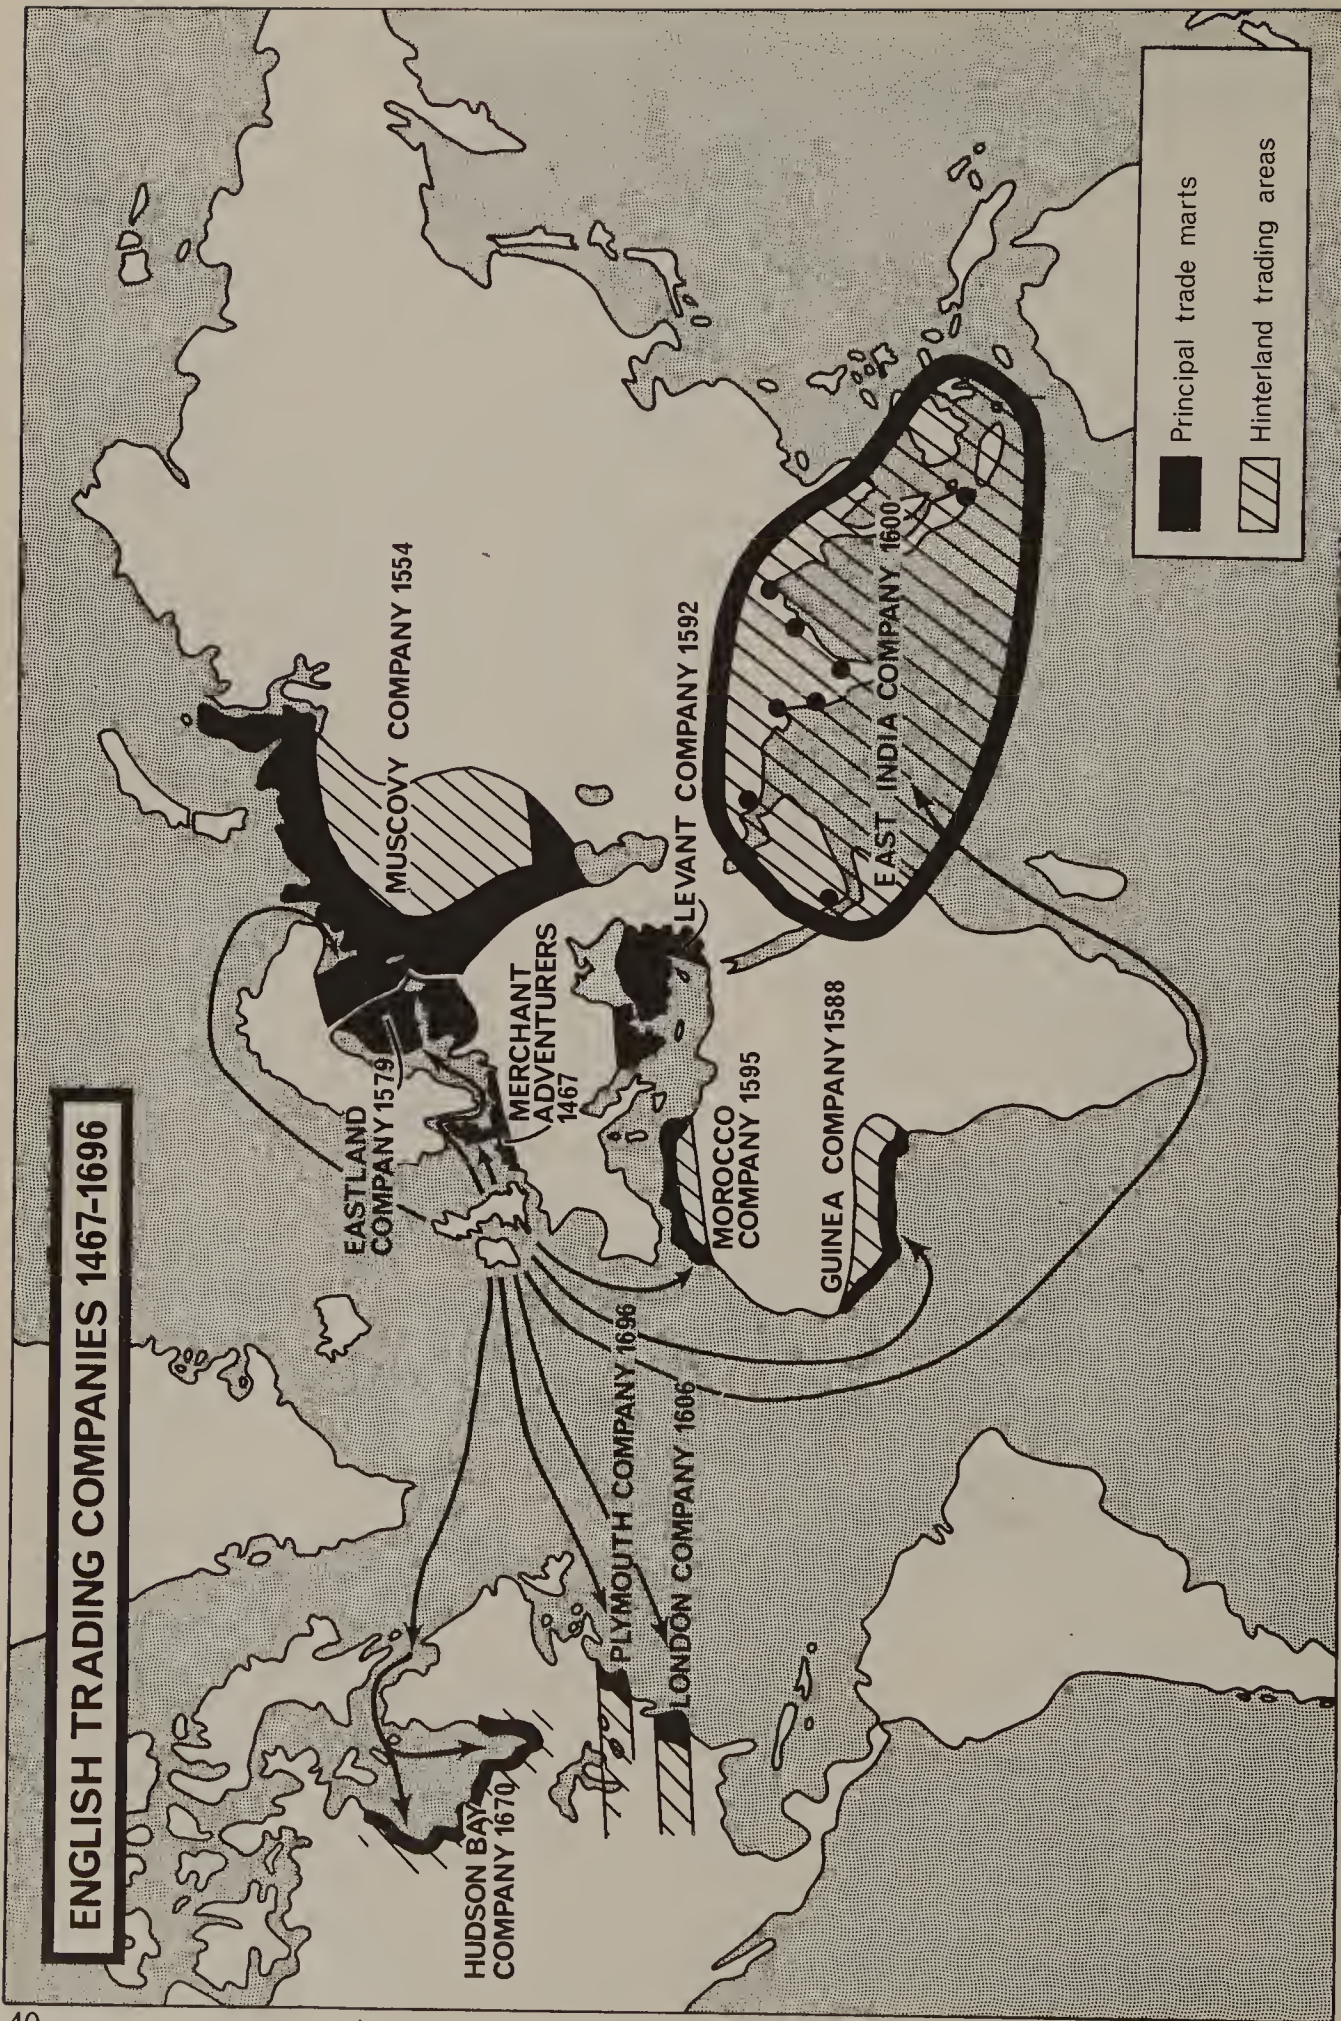 ENGLISH TRADING COMPANIES 1467-1696
HUDSON BAY
COMPANY 1670
PLYMOUTH COMPANY 1696
LONDON COMPANY 1606
EASTLAND
COMPANY 1579
MERCHANT
ADVENTURERS
1467
MUSCOVY COMPANY 1554
LEVANT COMPANY 1592
MOROCCO
COMPANY 1595
GUINEA COMPANY 1588
EAST INDIA COMPANY 1600
Principal trade marts
Hinterland trading areas
40